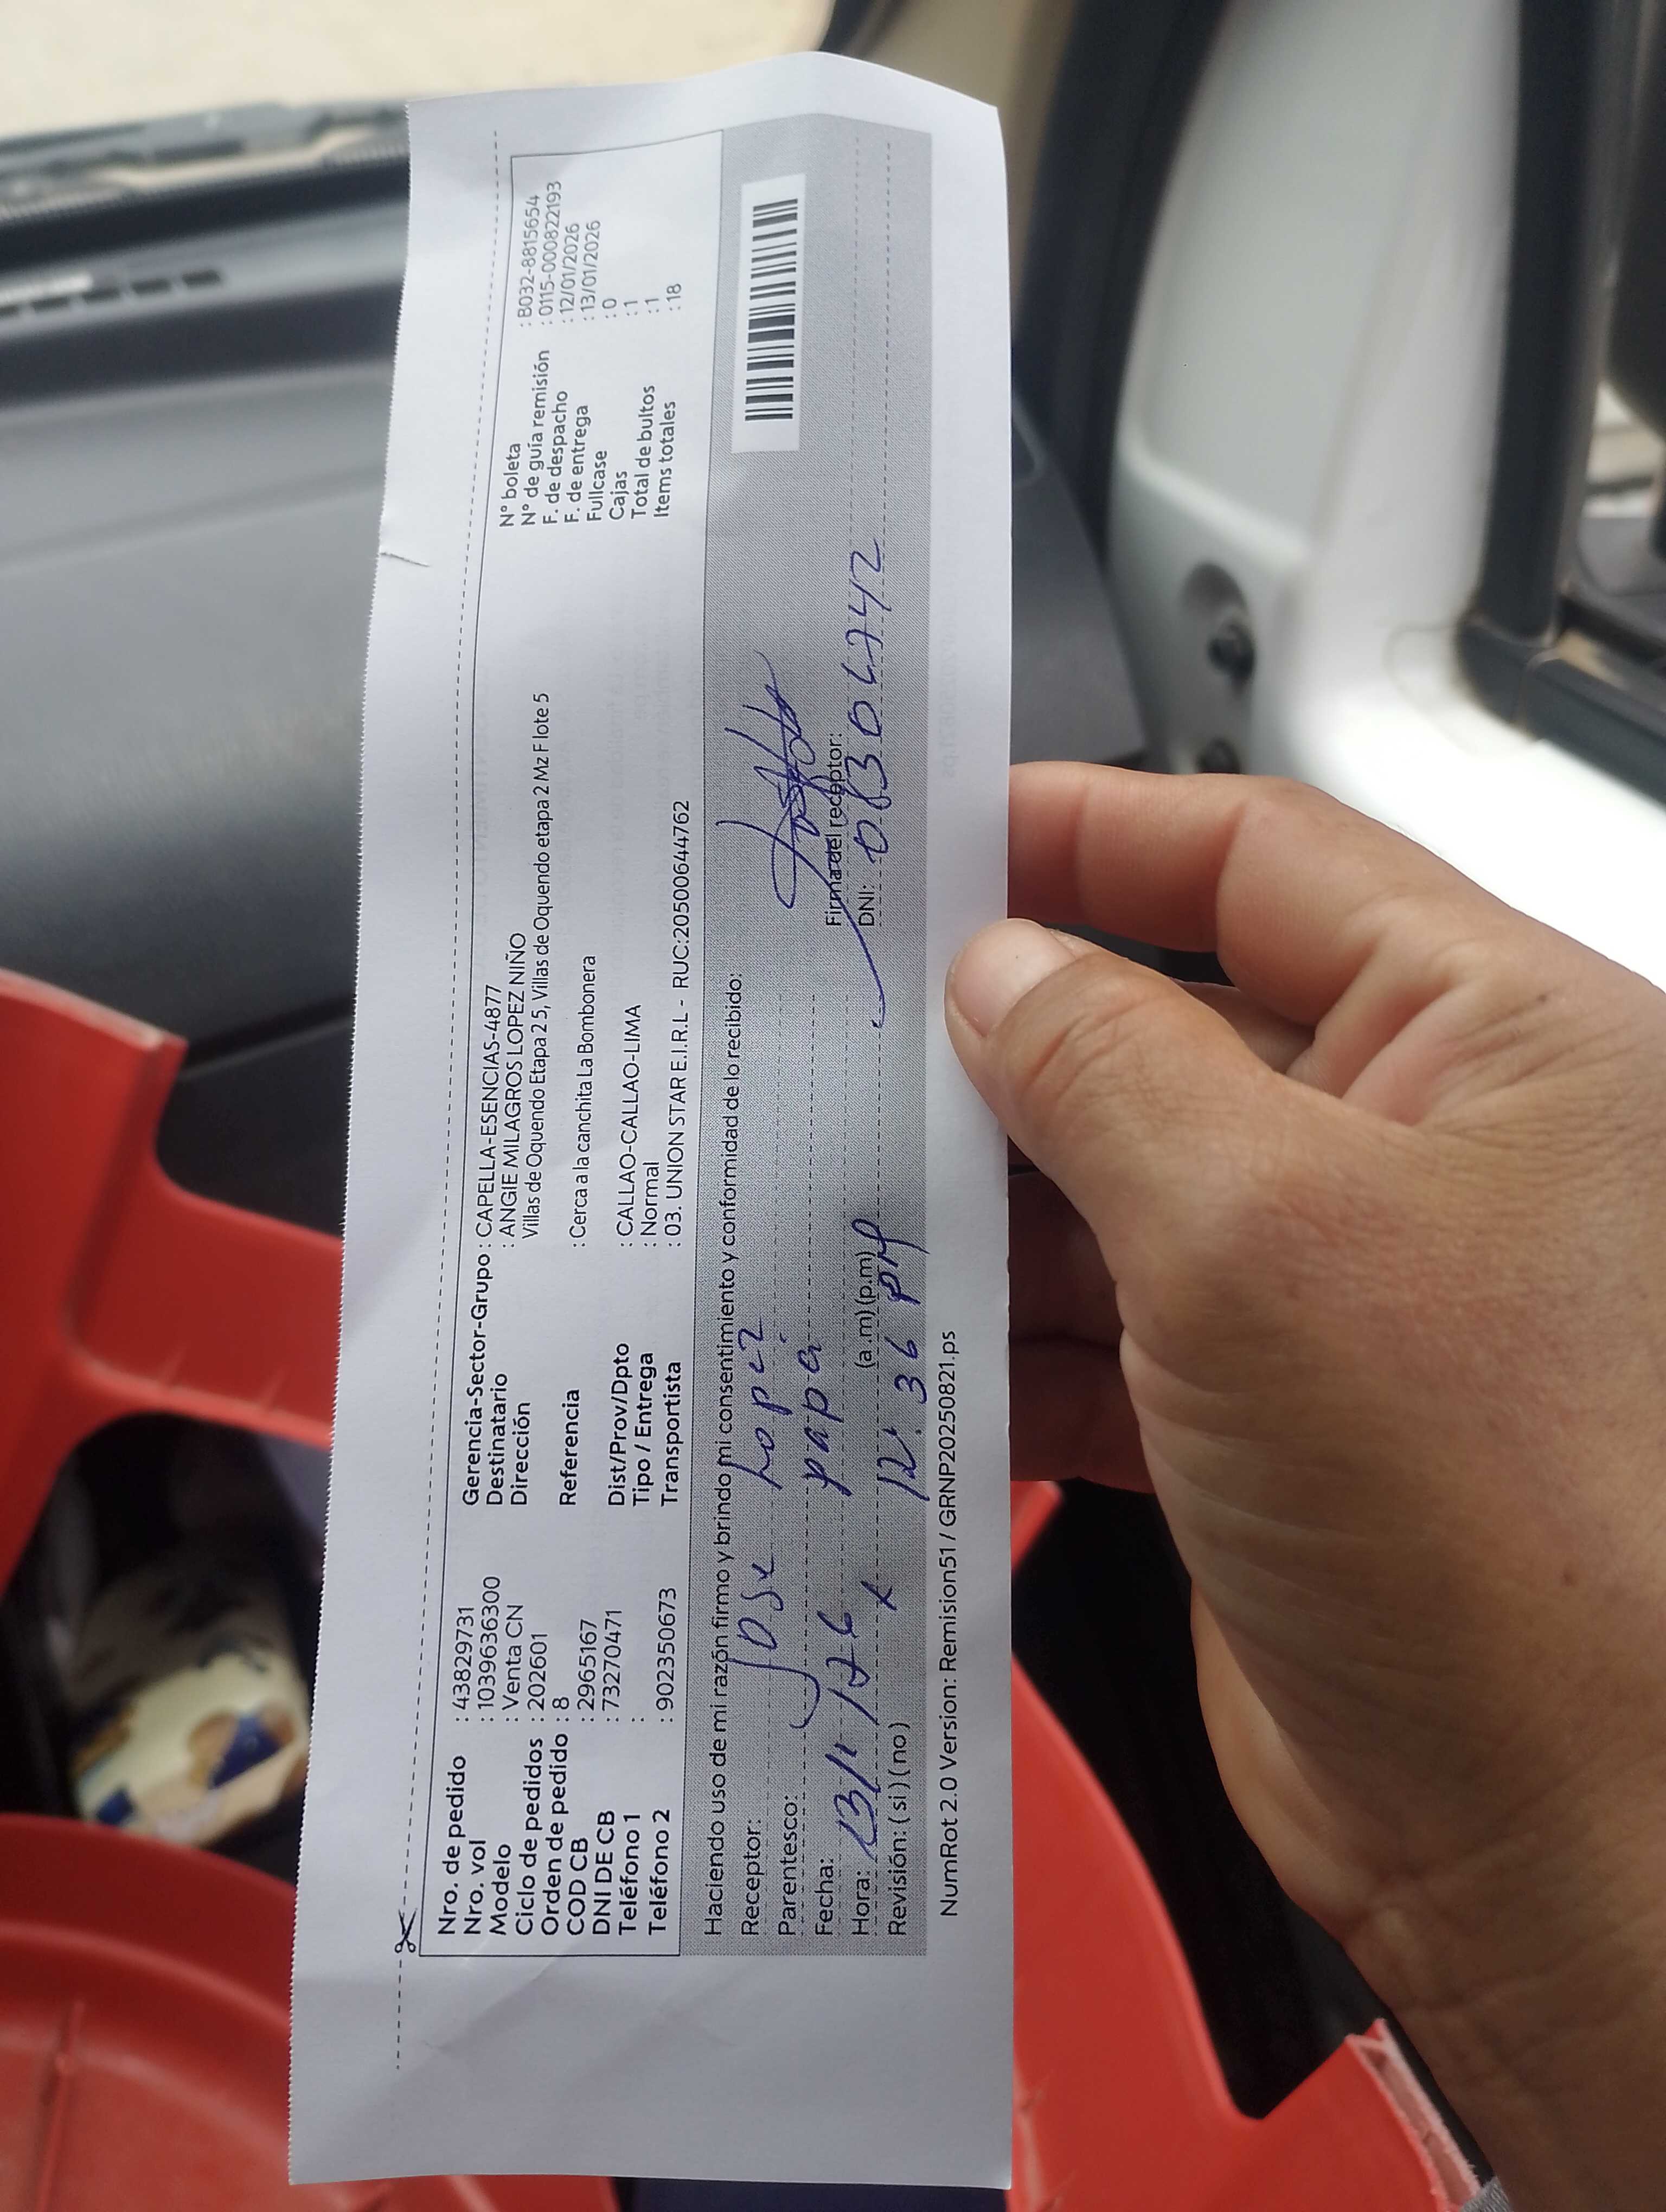 Nro. de pedido : 43829731
Nro. vol : 1039636300
Modelo : Venta CN
Ciclo de pedidos : 202601
Orden de pedido : 8
COD CB : 2965167
DNI DE CB : 73270471
Teléfono 1 :
Teléfono 2 : 902350673
Gerencia-Sector-Grupo : CAPELLA-ESENCIAS-4877
Destinatario : ANGIE MILAGROS LOPEZ NIÑO
Dirección Villas de Oquendo Etapa 2 5, Villas de Oquendo etapa 2 Mz F lote 5
Referencia : Cerca a la canchita La Bombonera
Dist/Prov/Dpto : CALLAO-CALLAO-LIMA
Tipo / Entrega : Normal
Transportista : 03. UNION STAR E.I.R.L - RUC:20500644762
N° boleta : B032-8815654
N° de guía remisión : 0115-000822193
F. de despacho : 12/01/2026
F. de entrega : 13/01/2026
Fullcase : 0
Cajas : 1
Total de bultos : 1
Items totales : 18
Haciendo uso de mi razón firmo y brindo mi consentimiento y conformidad de lo recibido:
Receptor: Jose Lopez
Parentesco: papá
Fecha: 13/1/26
Hora: 12:36 PM (a.m) (p.m)
Revisión: ( si ) ( no ) x
Firma del receptor:
DNI:
NumRot 2.0 Version: Remision51 / GRNP20250821.ps